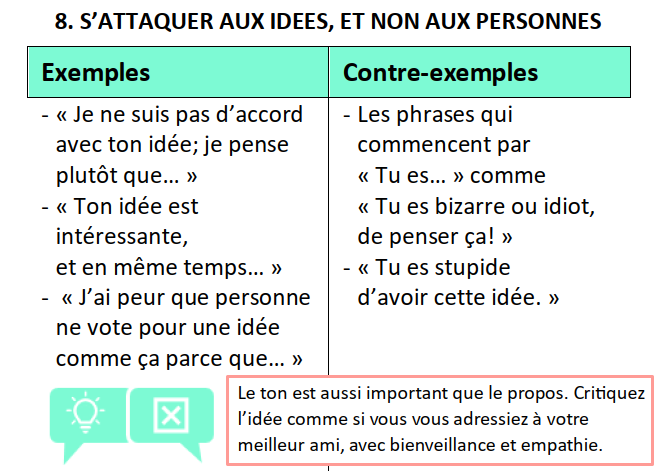 8. S’ATTAQUER AUX IDEES, ET NON AUX PERSONNES
Exemples
- « Je ne suis pas d’accord
avec ton idée; je pense
plutôt que... »
- « Ton idée est
intéressante,
et en même temps... »
- « J’ai peur que personne
ne vote pour une idée
comme ça parce que... »
Contre-exemples
- Les phrases qui
commencent par
« Tu es... » comme
« Tu es bizarre ou idiot,
de penser ça! »
- « Tu es stupide
d’avoir cette idée. »
Le ton est aussi important que le propos. Critiquez
l’idée comme si vous vous adressiez à votre
meilleur ami, avec bienveillance et empathie.